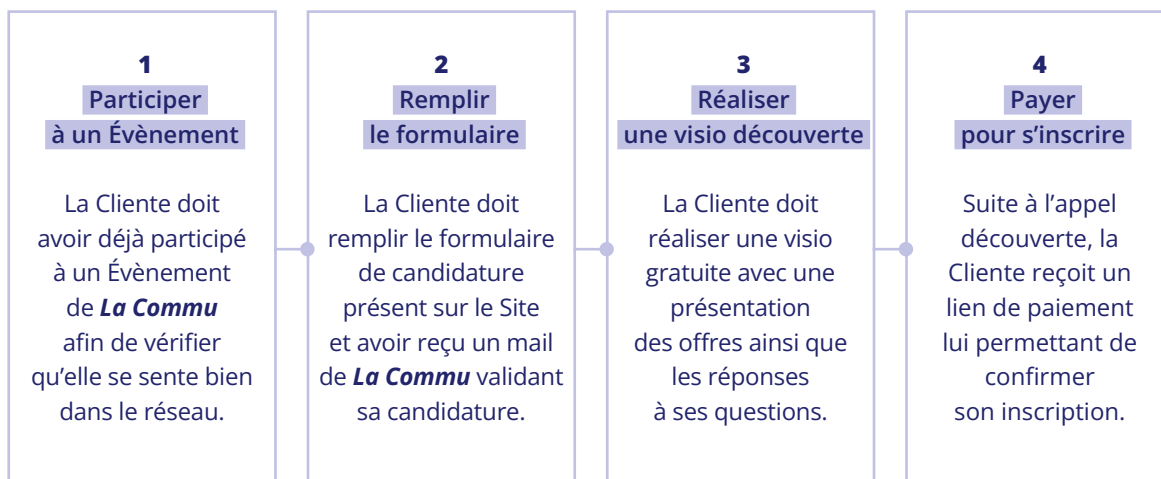 1
Participer
à un Évènement
La Cliente doit
avoir déjà participé
à un Évènement
de La Commu
afin de vérifier
qu’elle se sente bien
dans le réseau.
2
Remplir
le formulaire
La Cliente doit
remplir le formulaire
de candidature
présent sur le Site
et avoir reçu un mail
de La Commu validant
sa candidature.
3
Réaliser
une visio découverte
La Cliente doit
réaliser une visio
gratuite avec une
présentation
des offres ainsi que
les réponses
à ses questions.
4
Payer
pour s’inscrire
Suite à l’appel
découverte, la
Cliente reçoit un
lien de paiement
lui permettant de
confirmer
son inscription.